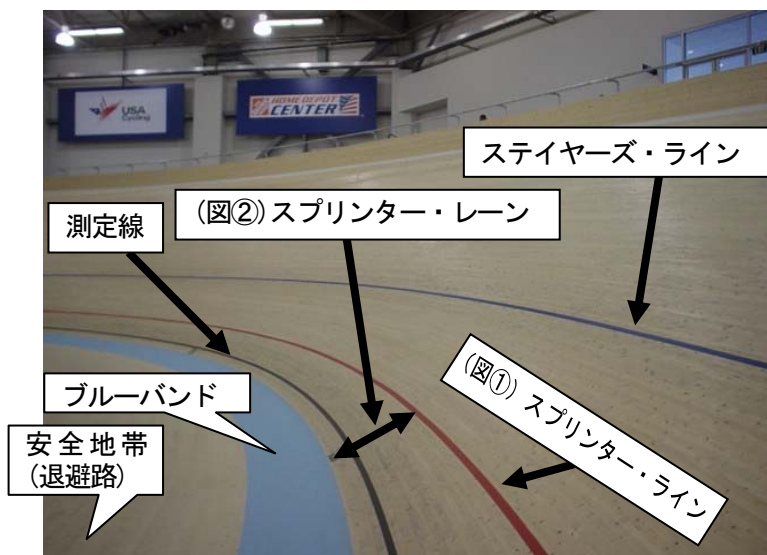 USA
Cycling
HOME DEPOT
CENTER
ステイヤーズ・ライン
(図②)スプリンター・レーン
測定線
(図①) スプリンター・ライン
ブルーバンド
安全地帯
(退避路)